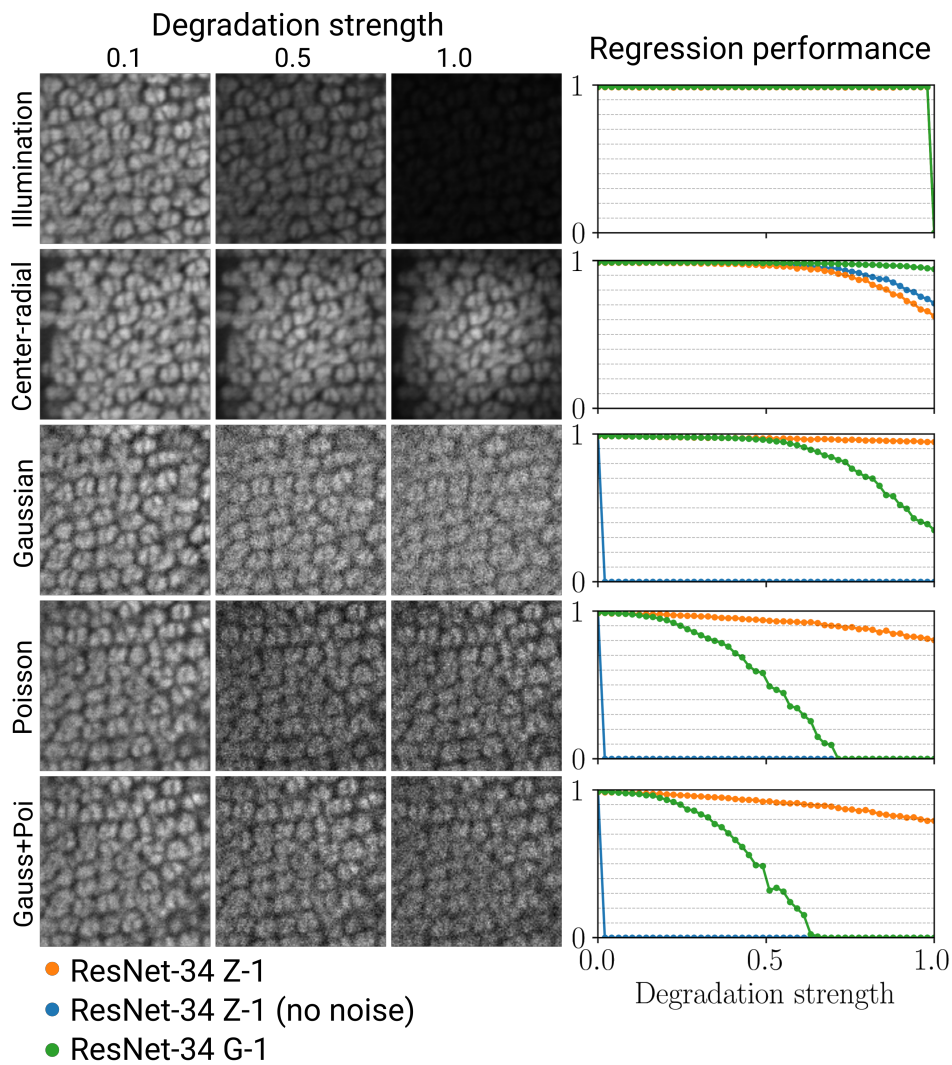 Degradation strength
0.1 0.5 1.0
Regression performance
Illumination
1
0
Center-radial
1
0
Gaussian
1
0
Poisson
1
0
Gauss+Poi
1
0
0.0 0.5 1.0
Degradation strength
ResNet-34 Z-1
ResNet-34 Z-1 (no noise)
ResNet-34 G-1